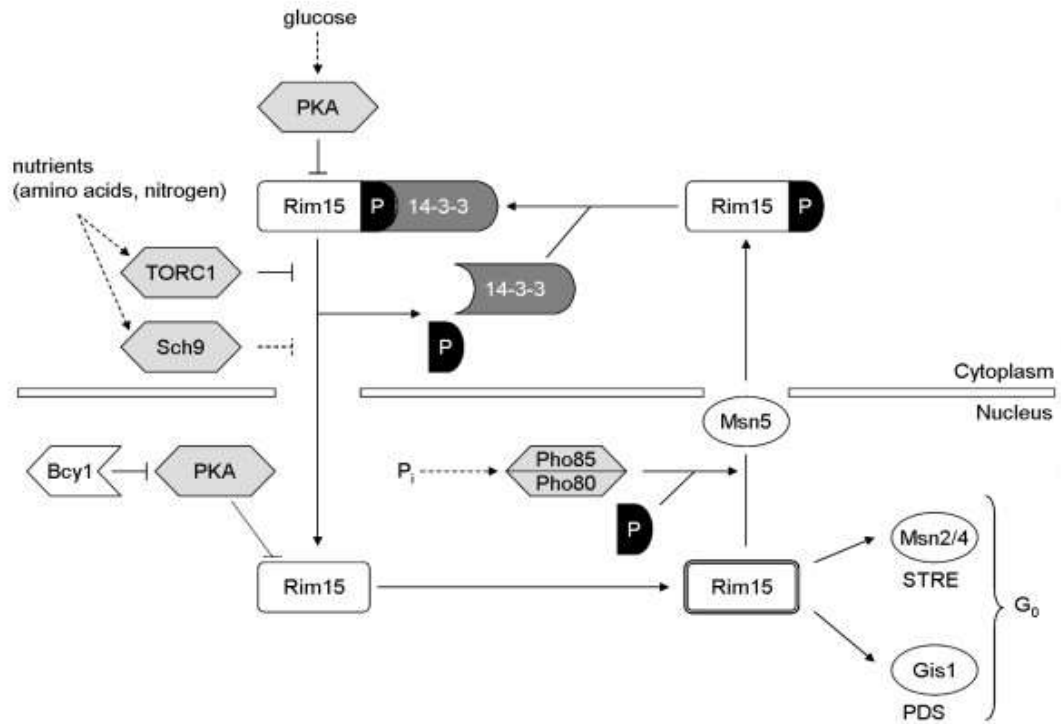 glucose
PKA
nutrients
(amino acids, nitrogen)
Rim15 P 14-3-3
Rim15 P
TORC1
14-3-3
Sch9
P
Cytoplasm
Nucleus
Msn5
Bcy1
PKA
Pi
Pho85
Pho80
P
Msn2/4
STRE
Rim15
Rim15
G0
Gis1
PDS